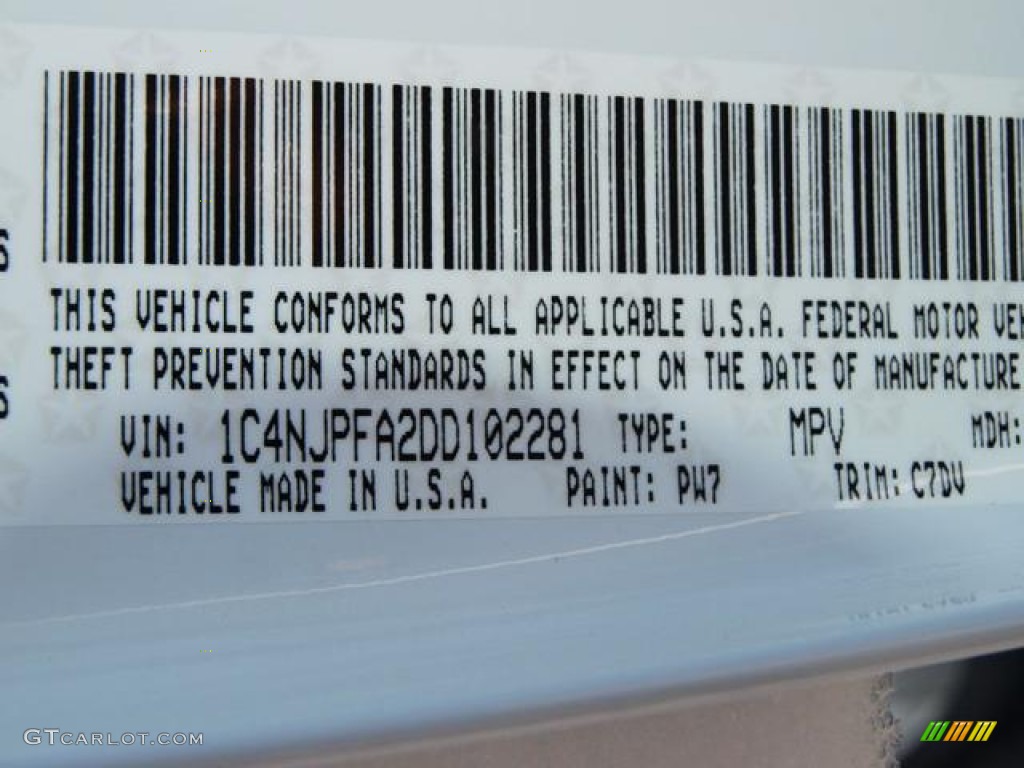 THIS VEHICLE CONFORMS TO ALL APPLICABLE U.S.A. FEDERAL MOTOR
THEFT PREVENTION STANDARDS IN EFFECT ON THE DATE OF MANUFACTURE
VIN: 1C4NJPFA2DD102281 TYPE: MPV MDH:
VEHICLE MADE IN U.S.A. PAINT: PW7 TRIM: C7DV
GTCARLOT.COM